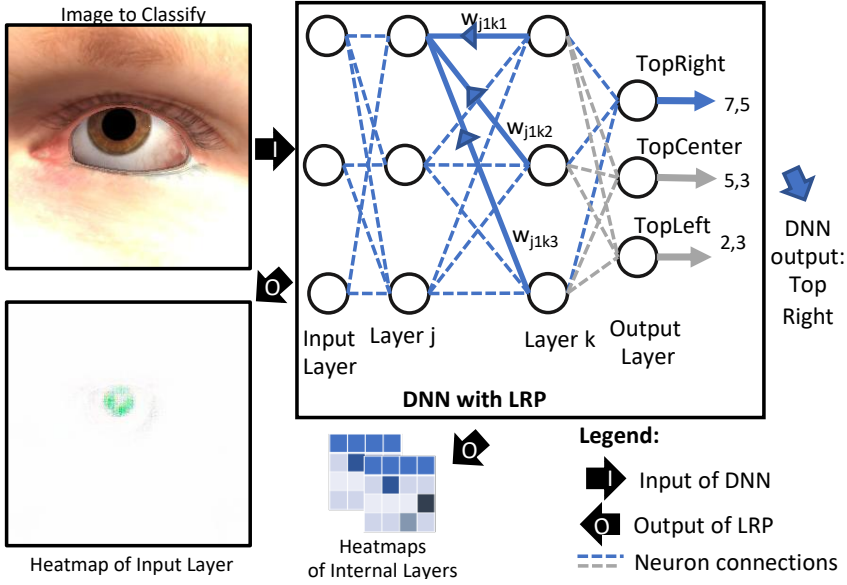 Image to Classify
w_j1k1
TopRight
7,5
w_j1k2
TopCenter
5,3
I
TopLeft
2,3
w_j1k3
DNN
output:
Top
Right
O
Input
Layer
Layer j
Layer k
Output
Layer
DNN with LRP
O
Heatmaps
of Internal Layers
Heatmap of Input Layer
Legend:
I Input of DNN
O Output of LRP
Neuron connections